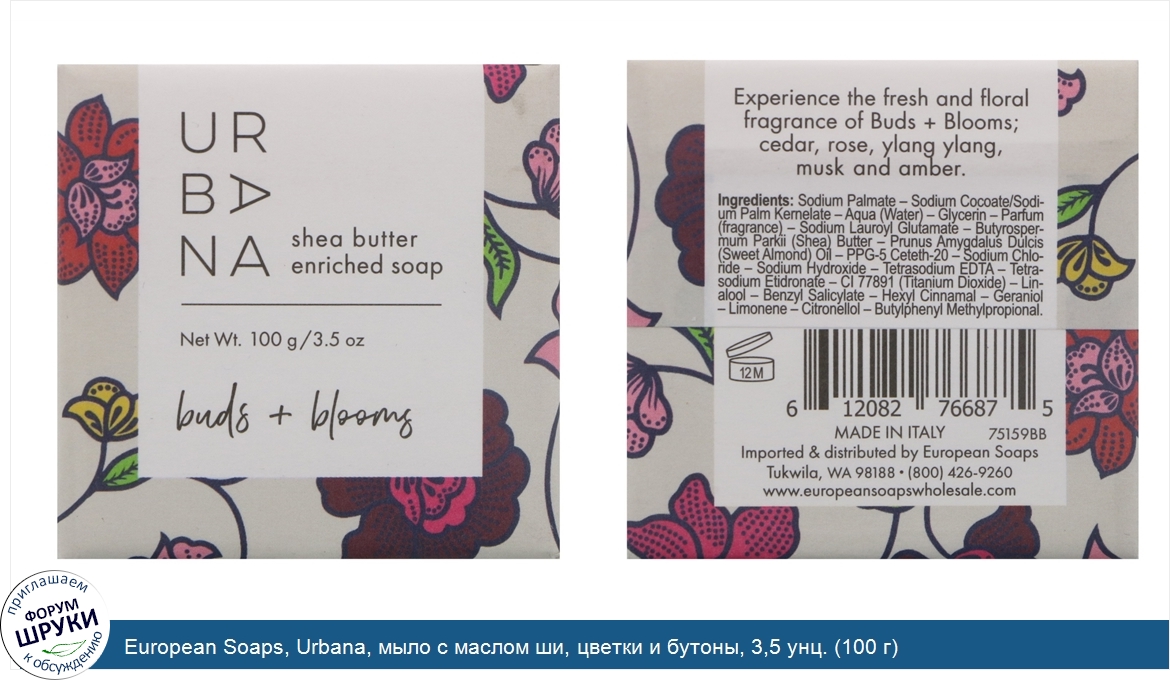 UR
BA
NA
shea butter
enriched soap
Net Wt. 100 g/3.5 oz
buds + blooms
Experience the fresh and floral
fragrance of Buds + Blooms;
cedar, rose, ylang ylang,
musk and amber.
Ingredients: Sodium Palmate – Sodium Cocoate/Sodi-
um Palm Kernelate – Aqua (Water) – Glycerin – Parfum
(fragrance) – Sodium Lauroyl Glutamate – Butyrosper-
mum Parkii (Shea) Butter – Prunus Amygdalus Dulcis
(Sweet Almond) Oil – PPG-5 Ceteth-20 – Sodium Chlo-
ride – Sodium Hydroxide – Tetrasodium EDTA – Tetra-
sodium Etidronate – CI 77891 (Titanium Dioxide) – Lin-
alool – Benzyl Salicylate – Hexyl Cinnamal – Geraniol
– Limonene – Citronellol – Butylphenyl Methylpropional.
12M
6 12082 76687 5
MADE IN ITALY 75159BB
Imported & distributed by European Soaps
Tukwila, WA 98188 • (800) 426-9260
www.europeansoapswholesale.com
приглашаем
ФОРУМ
ШРУКИ
к обсуждению
European Soaps, Urbana, мыло с маслом ши, цветки и бутоны, 3,5 унц. (100 г)